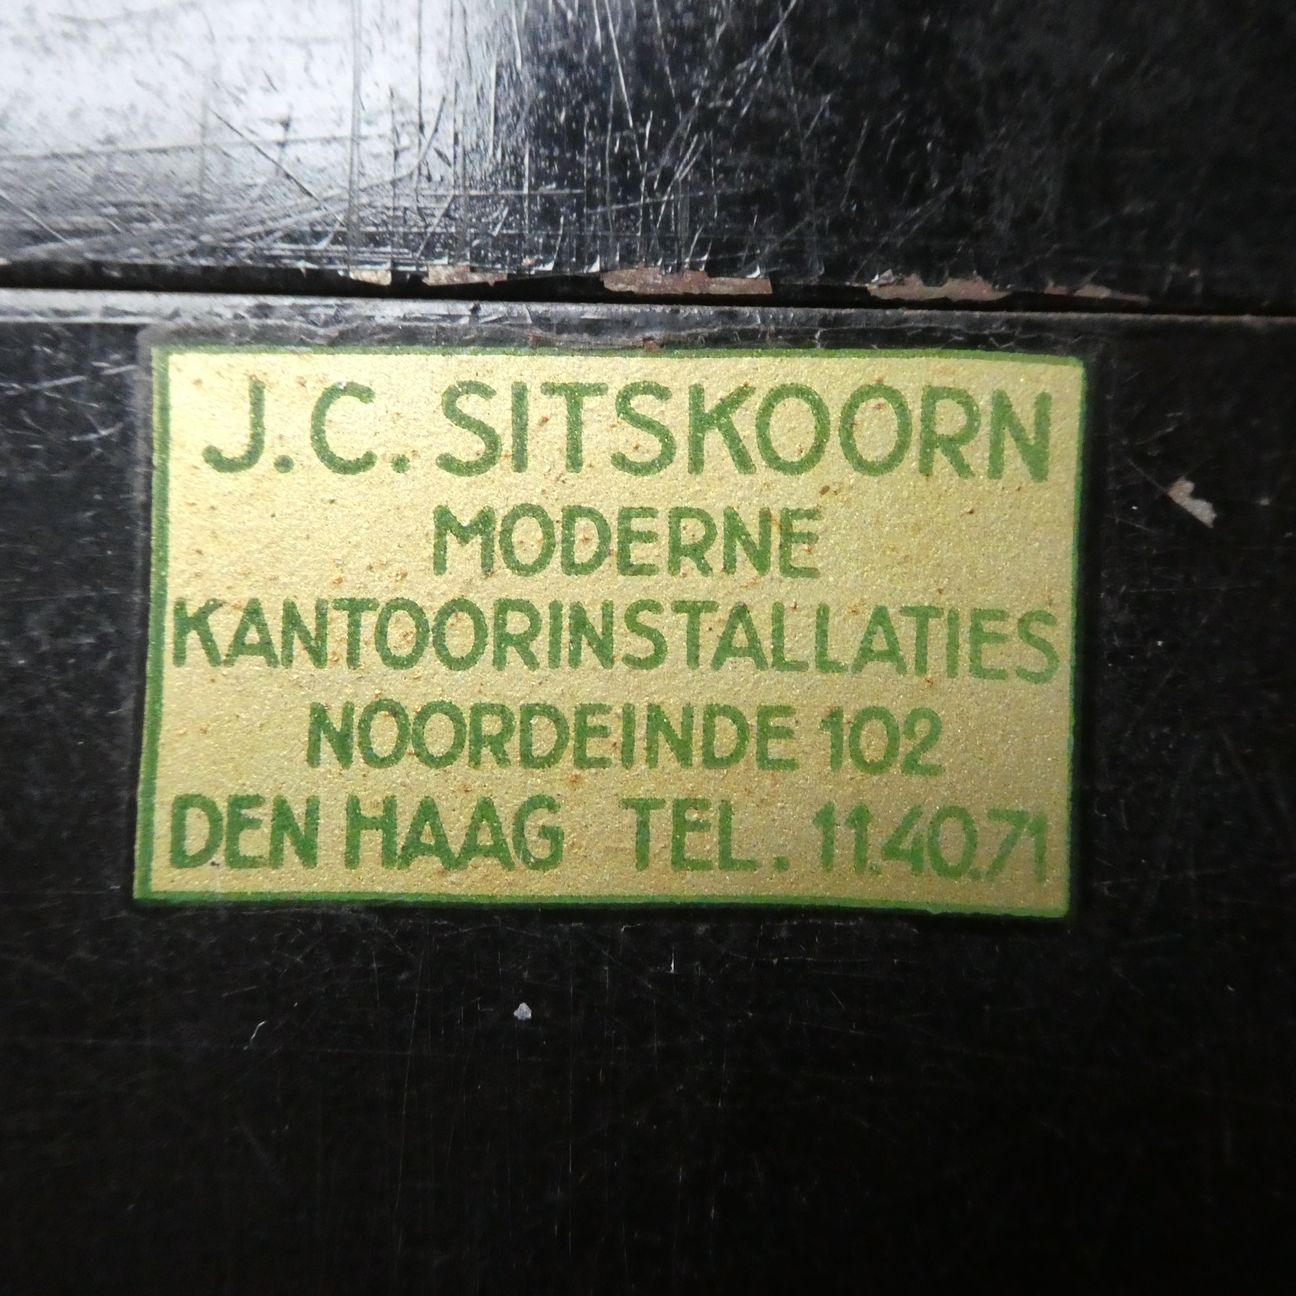 J.C. SITSKOORN
MODERNE
KANTOORINSTALLATIES
NOORDEINDE 102
DEN HAAG TEL. 11.40.71